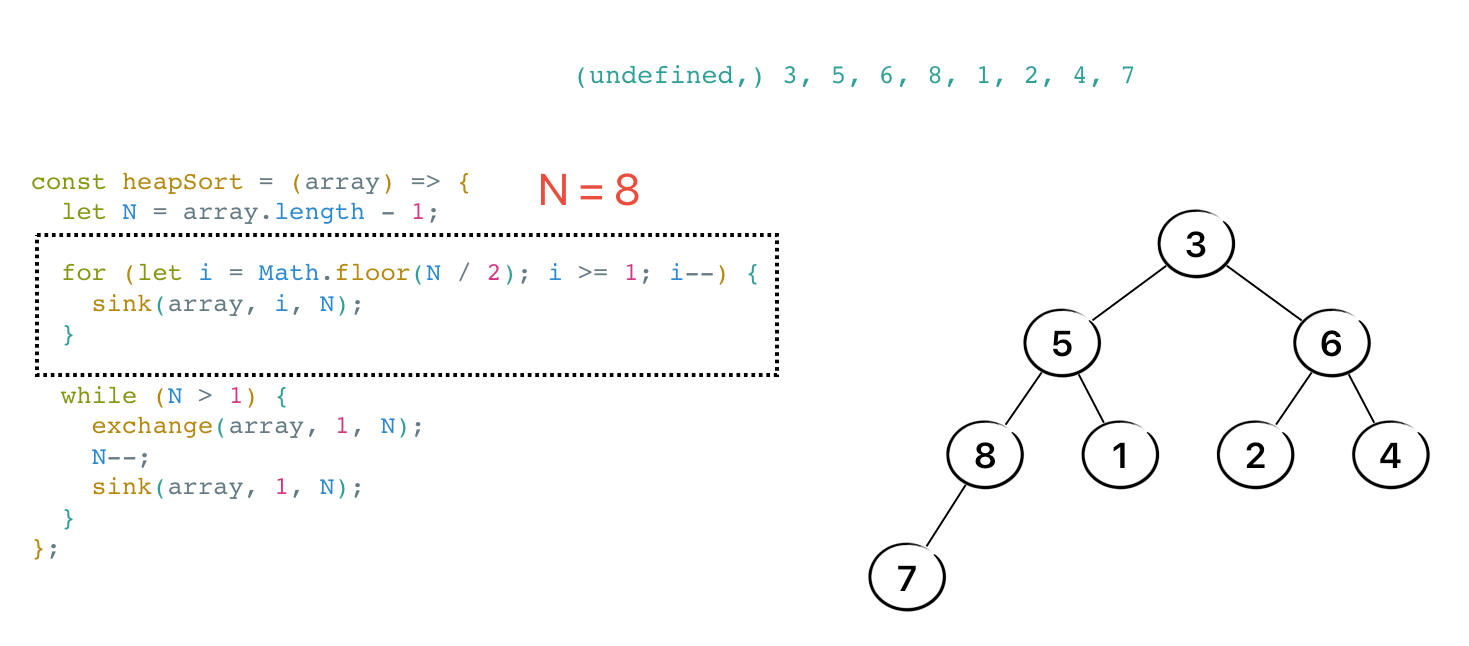 (undefined,) 3, 5, 6, 8, 1, 2, 4, 7
const heapSort = (array) => {
  let N = array.length - 1;
N = 8
  for (let i = Math.floor(N / 2); i >= 1; i--) {
    sink(array, i, N);
  }
  while (N > 1) {
    exchange(array, 1, N);
    N--;
    sink(array, 1, N);
  }
};
3
5 6
8 1 2 4
7